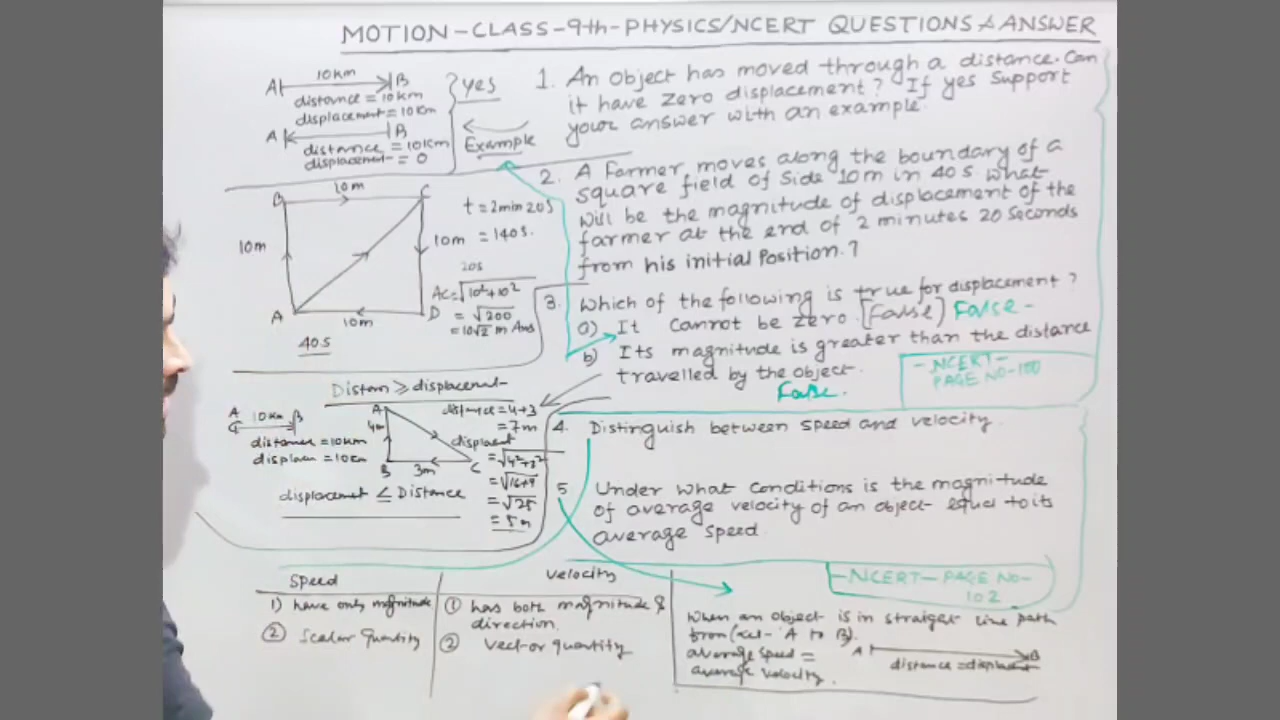 MOTION-CLASS-9th-PHYSICS/NCERT QUESTIONS & ANSWER
A 10Km B
distance = 10Km
displacement = 10Km
A B
distance = 10Km
displacement = 0
yes
Example
1. An Object has moved through a distance. Can
it have zero displacement? If yes support
your answer with an example.
B 10m C
10m
10m
A 10m D
40s
t = 2min 20s
= 140s.
20s
AC = √10²+10²
= √200
= 10√2 m Ans
2. A Farmer moves along the boundary of a
square field of side 10m in 40s. what
will be the magnitude of displacement of the
farmer at the end of 2 minutes 20 Seconds
from his initial Position.?
3. Which of the following is true for displacement?
a) It Cannot be zero. [False] False -
b) Its magnitude is greater than the distance
travelled by the object.
False.
-NCERT-
PAGE NO-100
Distan ≥ displacement
A 10Km B
distance = 10Km
displacem = 10Km
displacement ≤ Distance
A
4m
B 3m C
distance = 4+3
= 7m
displacent
= √4²+3²
= √16+9
= √25
= 5m
4. Distinguish between speed and velocity.
5 Under what conditions is the magnitude
of average velocity of an object equal to its
average speed
-NCERT-PAGE NO-
102
Speed
1) have only magnitude
② Scalar quantity
velocity
① has both magnitude &
direction.
② Vector quantity
When an object is in straight line path
from A to B).
average speed =
average velocity.
A B
distance = displacent